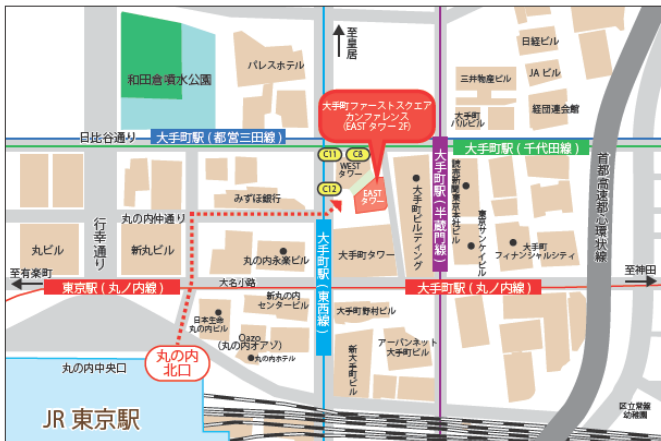 至皇居
日経ビル
JA ビル
三井物産ビル
経団連会館
大手町
パルビル
パレスホテル
和田倉噴水公園
大手町ファーストスクエア
カンファレンス
(EAST タワー 2F)
日比谷通り
大手町駅 ( 都営三田線 )
大手町駅 ( 千代田線 )
C11
C8
WEST
タワー
C12
EAST
タワー
みずほ銀行
大手町ビルディング
大手町駅 ( 半蔵門線 )
読売新聞東京本社ビル
東京サンケイビル
大手町
フィナンシャルシティ
首都高速都心環状線
行幸通り
丸の内仲通り
丸ビル
新丸ビル
丸の内永楽ビル
大手町駅 ( 東西線 )
大手町タワー
至有楽町
大名小路
至神田
東京駅 ( 丸ノ内線 )
大手町駅 ( 丸ノ内線 )
日本生命
丸の内ビル
新丸の内
センタービル
大手町野村ビル
Oazo
(丸の内オアゾ)
丸の内ホテル
新大手町ビル
アーバンネット
大手町ビル
丸の内
北口
丸の内中央口
JR 東京駅
区立常盤
幼稚園